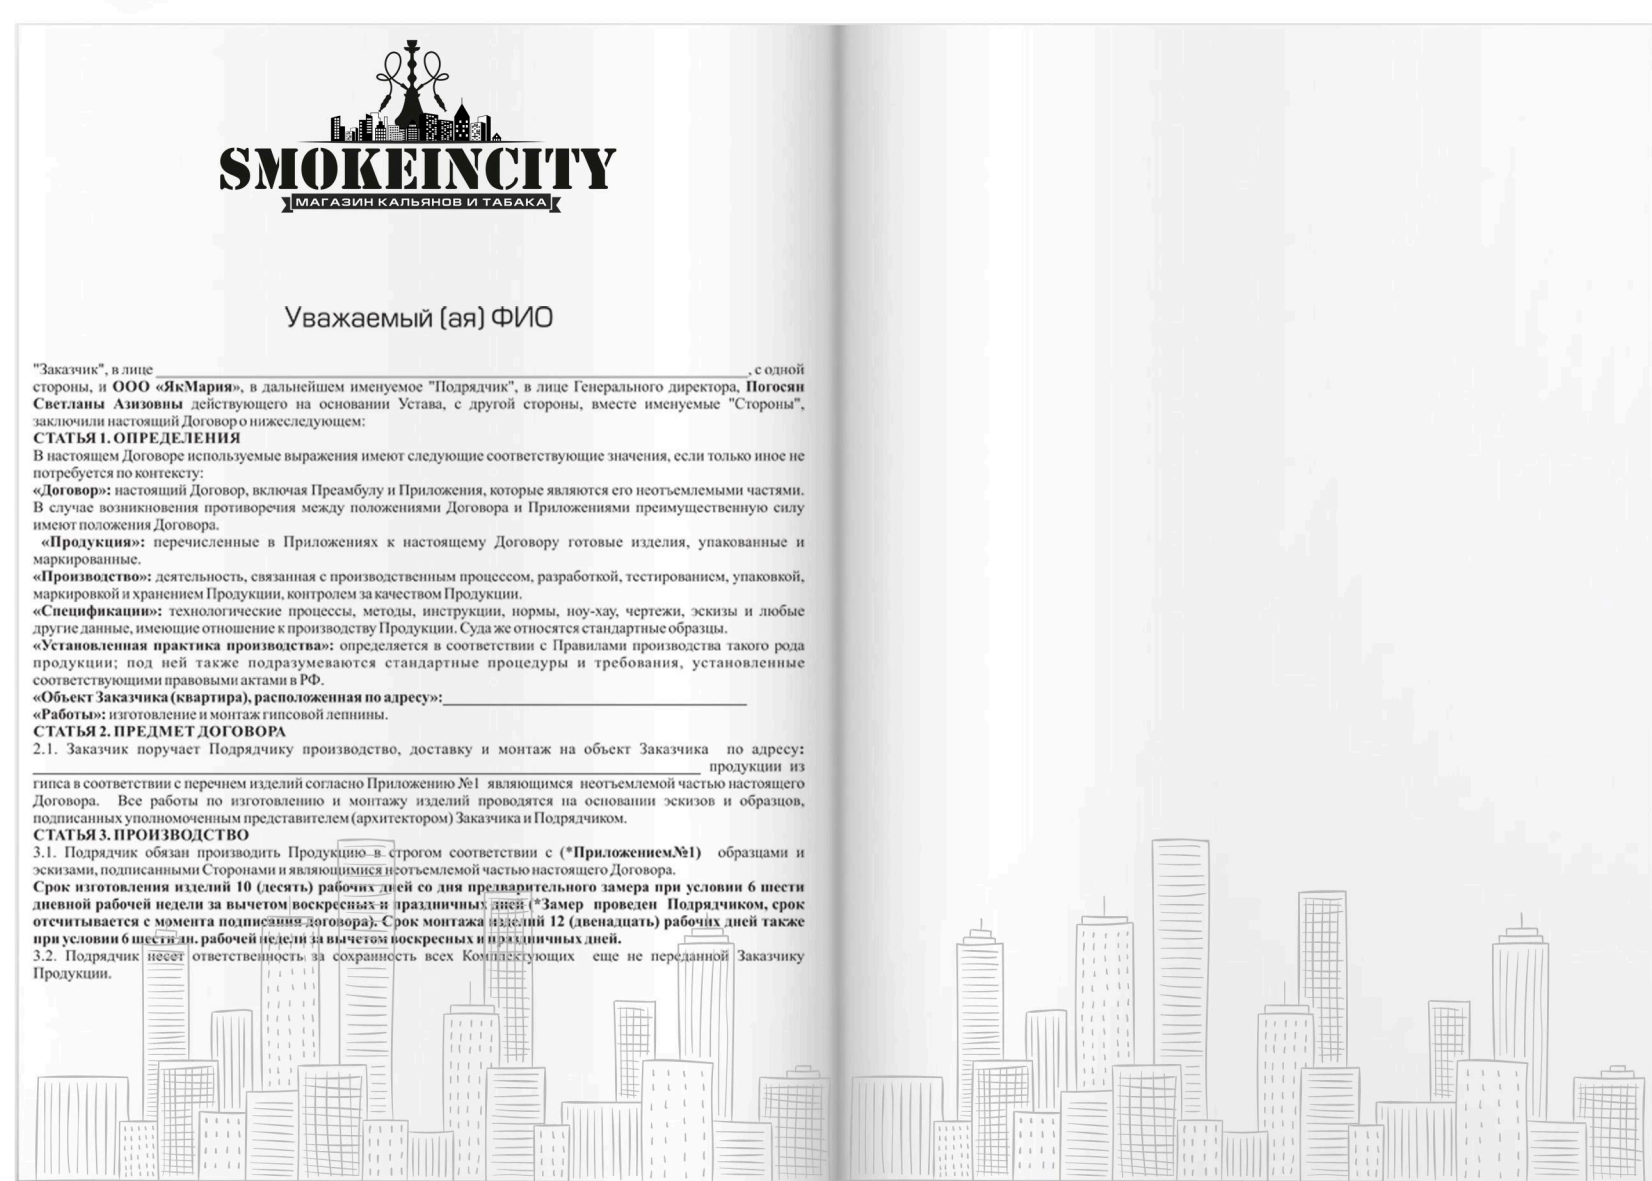 SMOKEINCITY
МАГАЗИН КАЛЬЯНОВ И ТАБАКА
Уважаемый (ая) ФИО
"Заказчик", в лице ________________, с одной
стороны, и ООО «ЯкМария», в дальнейшем именуемое "Подрядчик", в лице Генерального директора, Погосян
Светланы Азизовны действующего на основании Устава, с другой стороны, вместе именуемые "Стороны",
заключили настоящий Договор о нижеследующем:
СТАТЬЯ 1. ОПРЕДЕЛЕНИЯ
В настоящем Договоре используемые выражения имеют следующие соответствующие значения, если только иное не
потребуется по контексту:
«Договор»: настоящий Договор, включая Преамбулу и Приложения, которые являются его неотъемлемыми частями.
В случае возникновения противоречия между положениями Договора и Приложениями преимущественную силу
имеют положения Договора.
«Продукция»: перечисленные в Приложениях к настоящему Договору готовые изделия, упакованные и
маркированные.
«Производство»: деятельность, связанная с производственным процессом, разработкой, тестированием, упаковкой,
маркировкой и хранением Продукции, контролем за качеством Продукции.
«Спецификации»: технологические процессы, методы, инструкции, нормы, ноу-хау, чертежи, эскизы и любые
другие данные, имеющие отношение к производству Продукции. Суда же относятся стандартные образцы.
«Установленная практика производства»: определяется в соответствии с Правилами производства такого рода
продукции; под ней также подразумеваются стандартные процедуры и требования, установленные
соответствующими правовыми актами в РФ.
«Объект Заказчика (квартира), расположенная по адресу»:________________
«Работы»: изготовление и монтаж гипсовой лепнины.
СТАТЬЯ 2. ПРЕДМЕТ ДОГОВОРА
2.1. Заказчик поручает Подрядчику производство, доставку и монтаж на объект Заказчика по адресу:
________________ продукции из
гипса в соответствии с перечнем изделий согласно Приложению №1 являющимся неотъемлемой частью настоящего
Договора. Все работы по изготовлению и монтажу изделий проводятся на основании эскизов и образцов,
подписанных уполномоченным представителем (архитектором) Заказчика и Подрядчиком.
СТАТЬЯ 3. ПРОИЗВОДСТВО
3.1. Подрядчик обязан производить Продукцию в строгом соответствии с (*Приложением№1) образцами и
эскизами, подписанными Сторонами и являющимися неотъемлемой частью настоящего Договора.
Срок изготовления изделий 10 (десять) рабочих дней со дня предварительного замера при условии 6 шести
дневной рабочей недели за вычетом воскресных и праздничных дней (*Замер проведен Подрядчиком, срок
отсчитывается с момента подписания договора). Срок монтажа изделий 12 (двенадцать) рабочих дней также
при условии 6 шести дн. рабочей недели за вычетом воскресных и праздничных дней.
3.2. Подрядчик несет ответственность за сохранность всех Комплектующих еще не переданной Заказчику
Продукции.